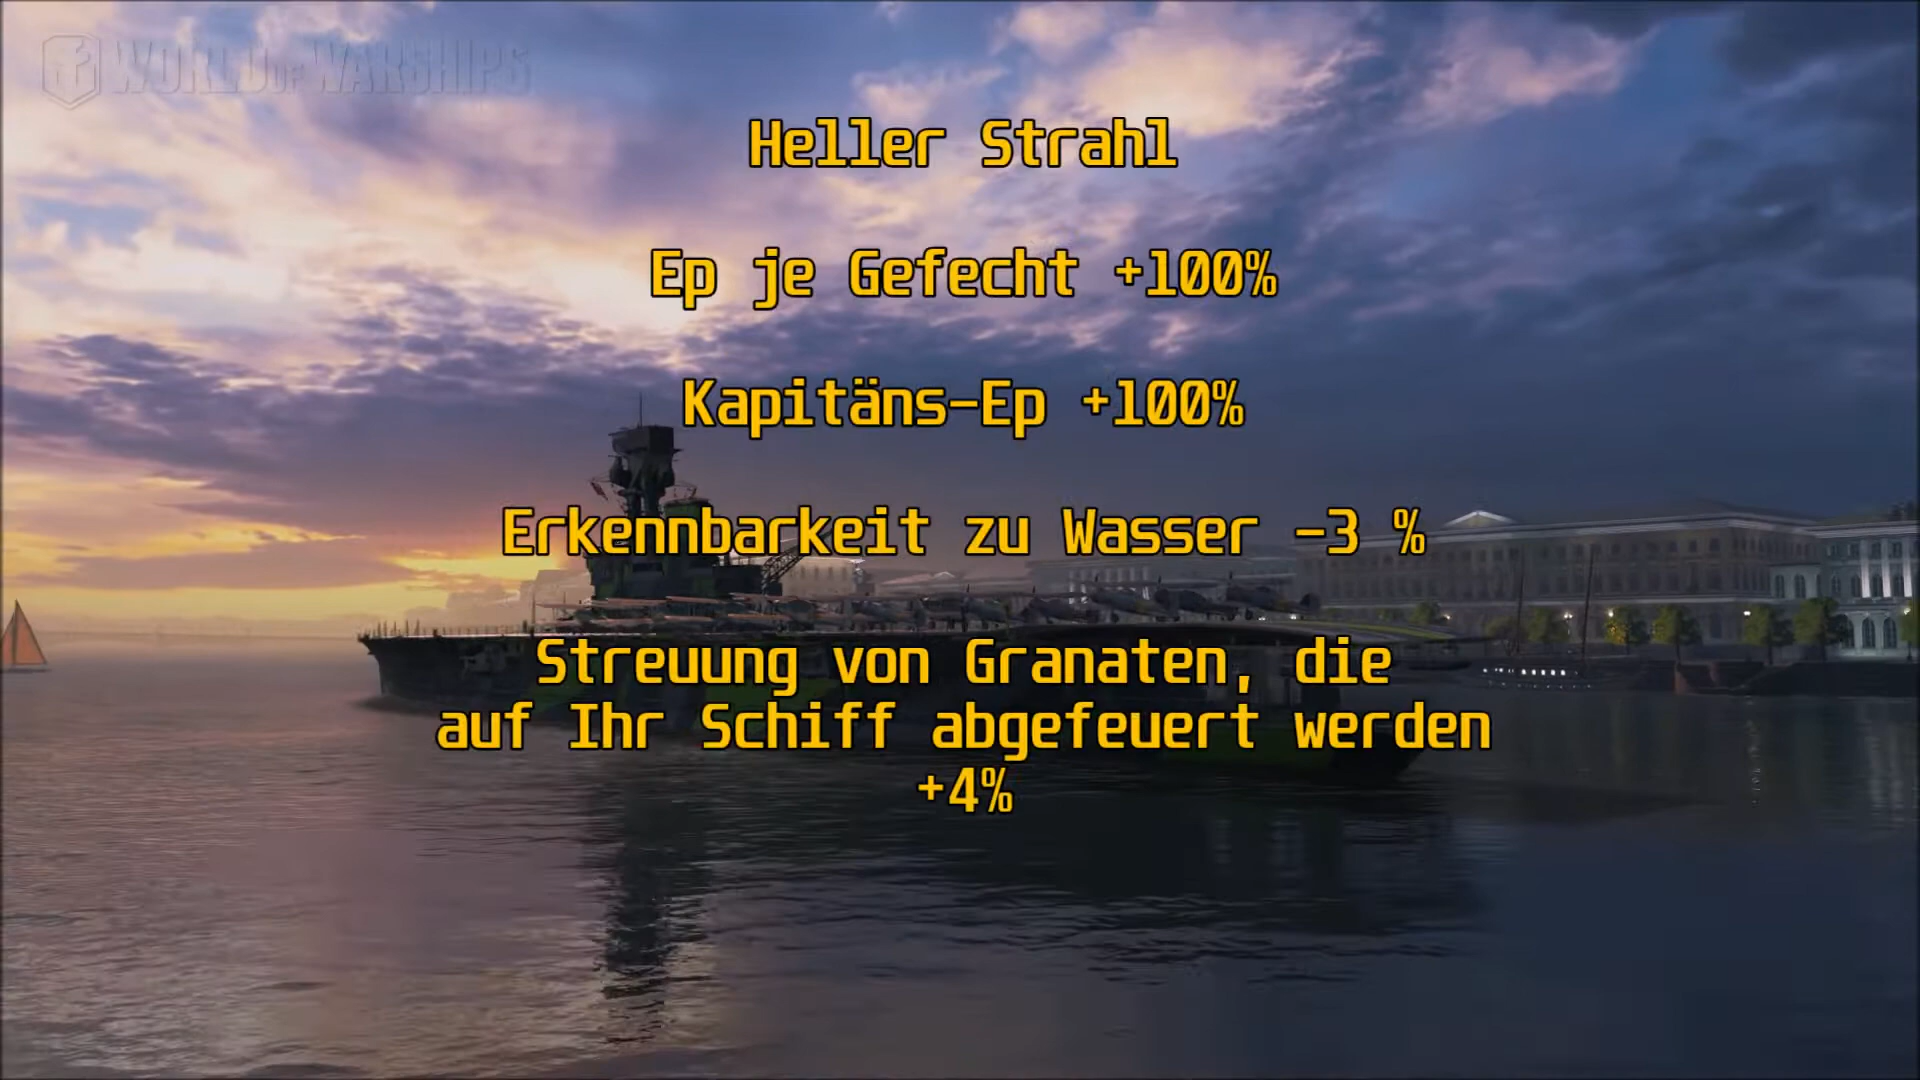 WORLD OF WARSHIPS
Heller Strahl
Ep je Gefecht +100%
Kapitäns-Ep +100%
Erkennbarkeit zu Wasser -3 %
Streuung von Granaten, die
auf Ihr Schiff abgefeuert werden
+4%